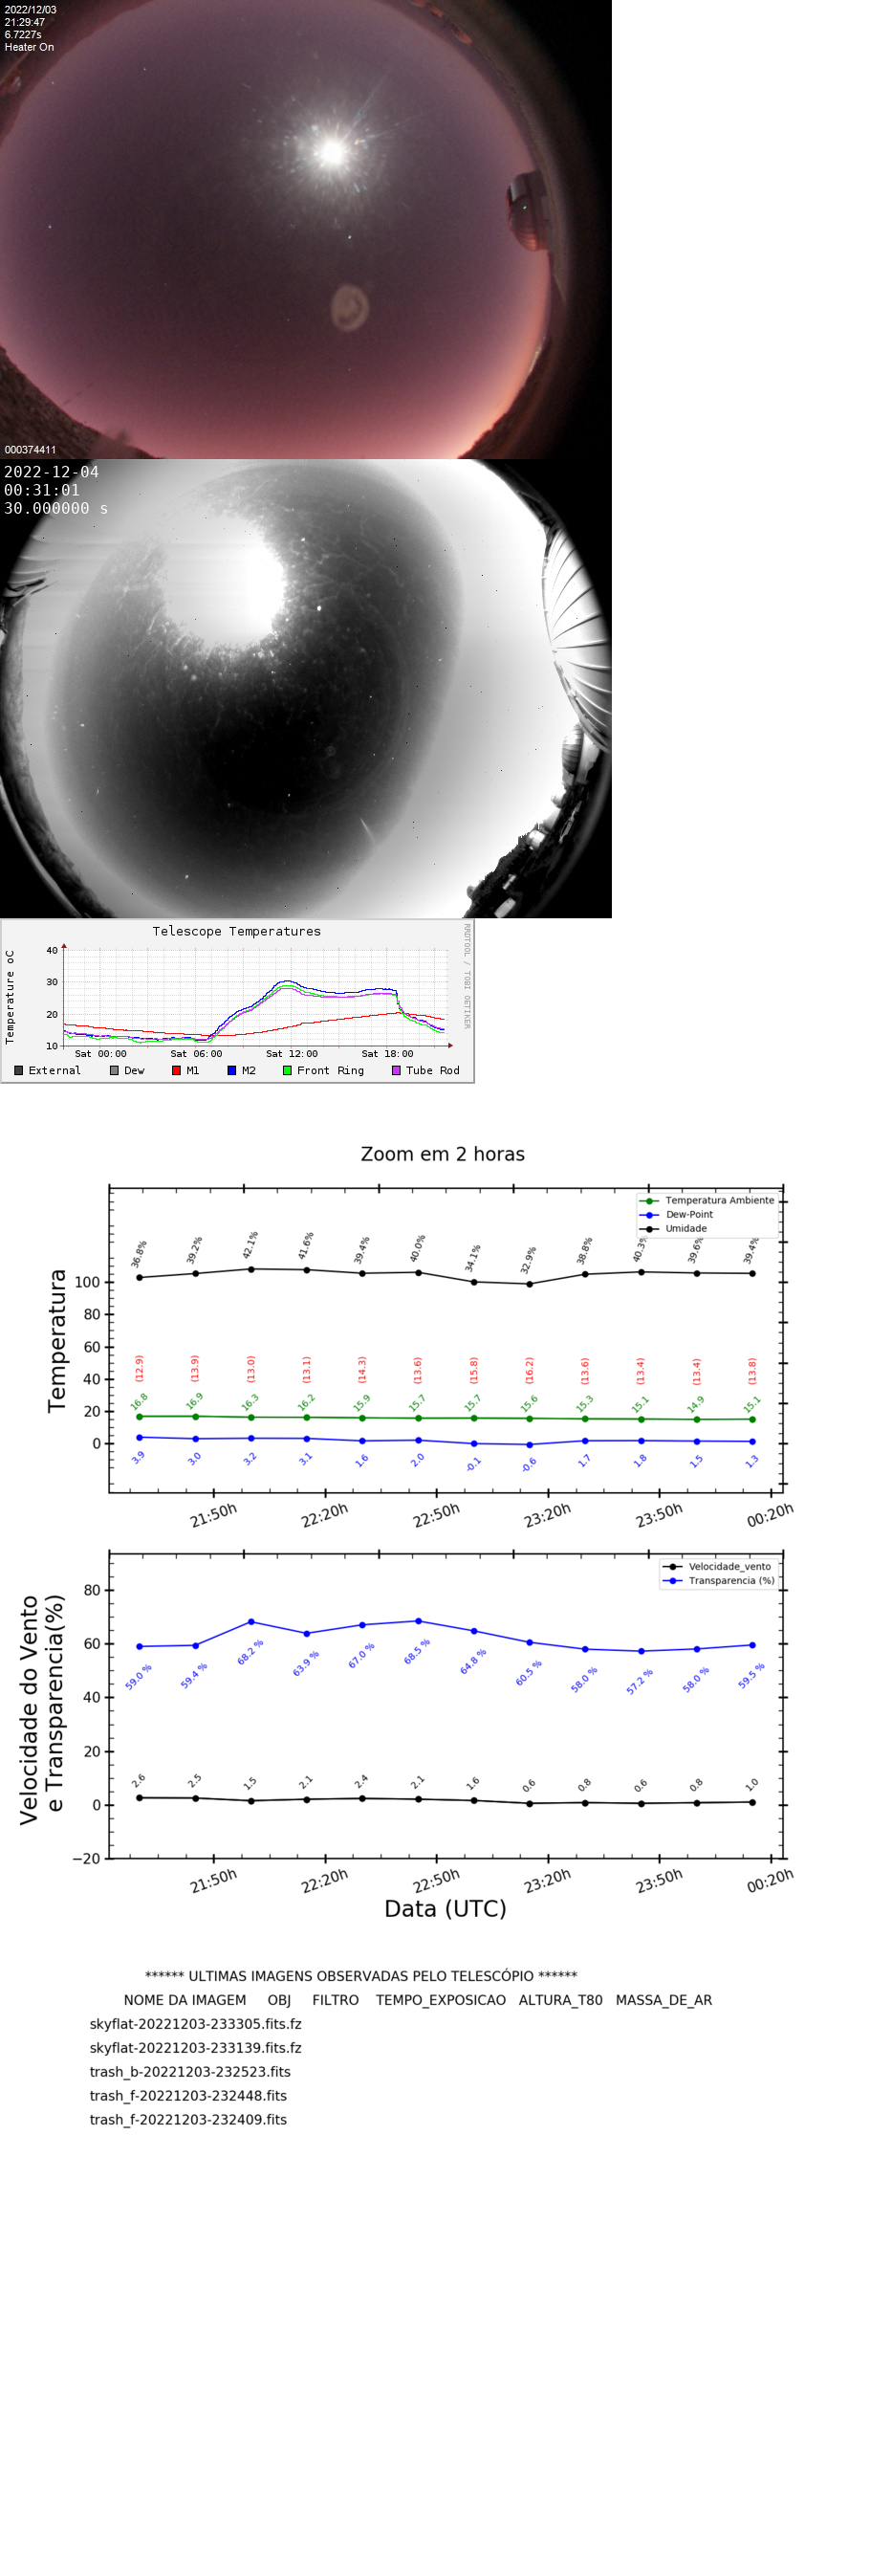 2022/12/03
21:29:47
6.7227s
Heater On
000374411
2022-12-04
00:31:01
30.000000 s
Telescope Temperatures
RRDTOOL / TOBI OETIKER
Temperature oC
40
30
20
10
Sat 00:00 Sat 06:00 Sat 12:00 Sat 18:00
External Dew M1 M2 Front Ring Tube Rod
Zoom em 2 horas
Temperatura Ambiente
Dew-Point
Umidade
36.8% 39.2% 42.1% 41.6% 39.4% 40.0% 34.1% 32.9% 38.8% 40.3% 39.6% 39.4%
Temperatura
100
80
60
40
20
0
(12.9) (13.9) (13.0) (13.1) (14.3) (13.6) (15.8) (16.2) (13.6) (13.4) (13.4) (13.8)
16.8 16.9 16.3 16.2 15.9 15.7 15.7 15.6 15.3 15.1 14.9 15.1
3.9 3.0 3.2 3.1 1.6 2.0 -0.1 -0.6 1.7 1.8 1.5 1.3
21:50h 22:20h 22:50h 23:20h 23:50h 00:20h
Velocidade_vento
Transparencia (%)
Velocidade do Vento
e Transparencia(%)
80
60
40
20
0
−20
59.0 % 59.4 % 68.2 % 63.9 % 67.0 % 68.5 % 64.8 % 60.5 % 58.0 % 57.2 % 58.0 % 59.5 %
2.6 2.5 1.5 2.1 2.4 2.1 1.6 0.6 0.8 0.6 0.8 1.0
21:50h 22:20h 22:50h 23:20h 23:50h 00:20h
Data (UTC)
****** ULTIMAS IMAGENS OBSERVADAS PELO TELESCÓPIO ******
NOME DA IMAGEM OBJ FILTRO TEMPO_EXPOSICAO ALTURA_T80 MASSA_DE_AR
skyflat-20221203-233305.fits.fz
skyflat-20221203-233139.fits.fz
trash_b-20221203-232523.fits
trash_f-20221203-232448.fits
trash_f-20221203-232409.fits